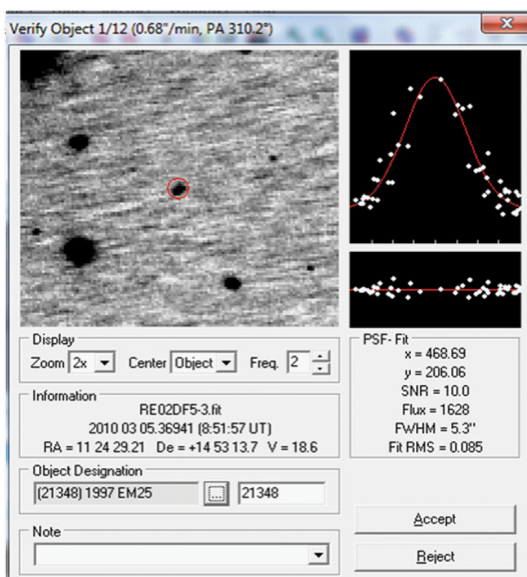 Verify Object 1/12 (0.68"/min, PA 310.2°)
Display
Zoom 2x Center Object Freq. 2
Information
RE02DF5-3.fit
2010 03 05.36941 (8:51:57 UT)
RA = 11 24 29.21 De = +14 53 13.7 V = 18.6
Object Designation
(21348) 1997 EM25 ... 21348
Note
PSF- Fit
x = 468.69
y = 206.06
SNR = 10.0
Flux = 1628
FWHM = 5.3"
Fit RMS = 0.085
Accept
Reject